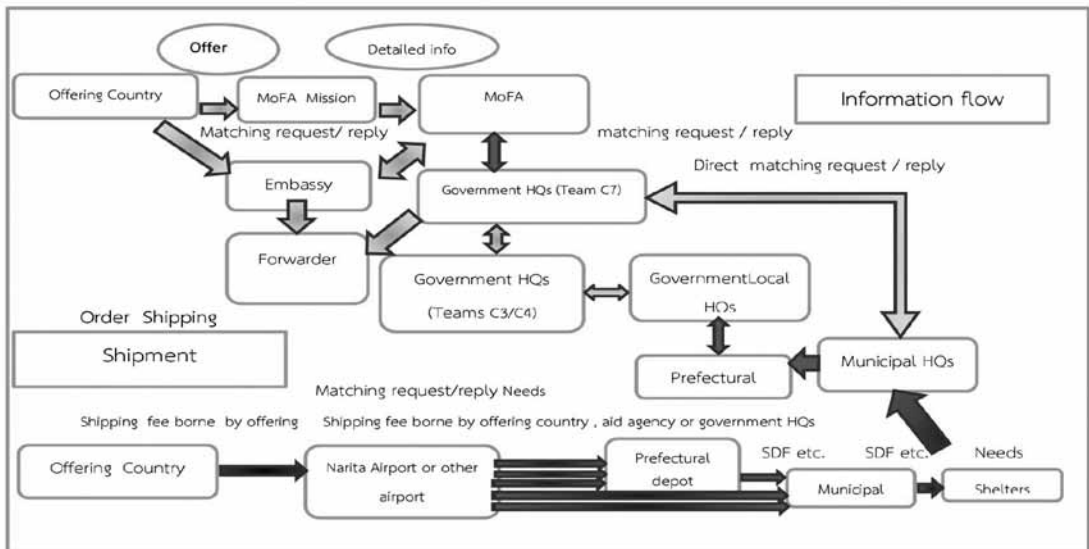 Offer
Detailed info
Offering Country
MoFA Mission
MoFA
Information flow
Matching request/ reply
matching request / reply
Direct matching request / reply
Embassy
Government HQs (Team C7)
Forwarder
Government HQs
(Teams C3/C4)
GovernmentLocal
HQs
Order Shipping
Shipment
Prefectural
Municipal HQs
Matching request/reply Needs
Shipping fee borne by offering
Shipping fee borne by offering country , aid agency or government HQs
Offering Country
Narita Airport or other
airport
Prefectural
depot
SDF etc.
SDF etc.
Needs
Municipal
Shelters